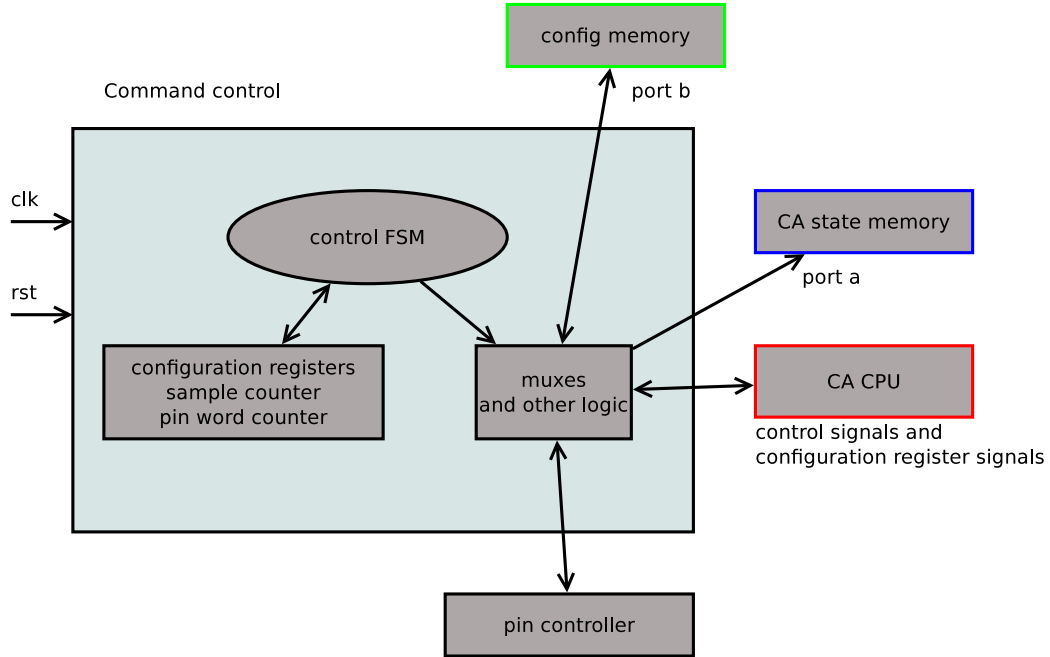 config memory
Command control
port b
clk
CA state memory
control FSM
port a
rst
configuration registers
sample counter
pin word counter
muxes
and other logic
CA CPU
control signals and
configuration register signals
pin controller